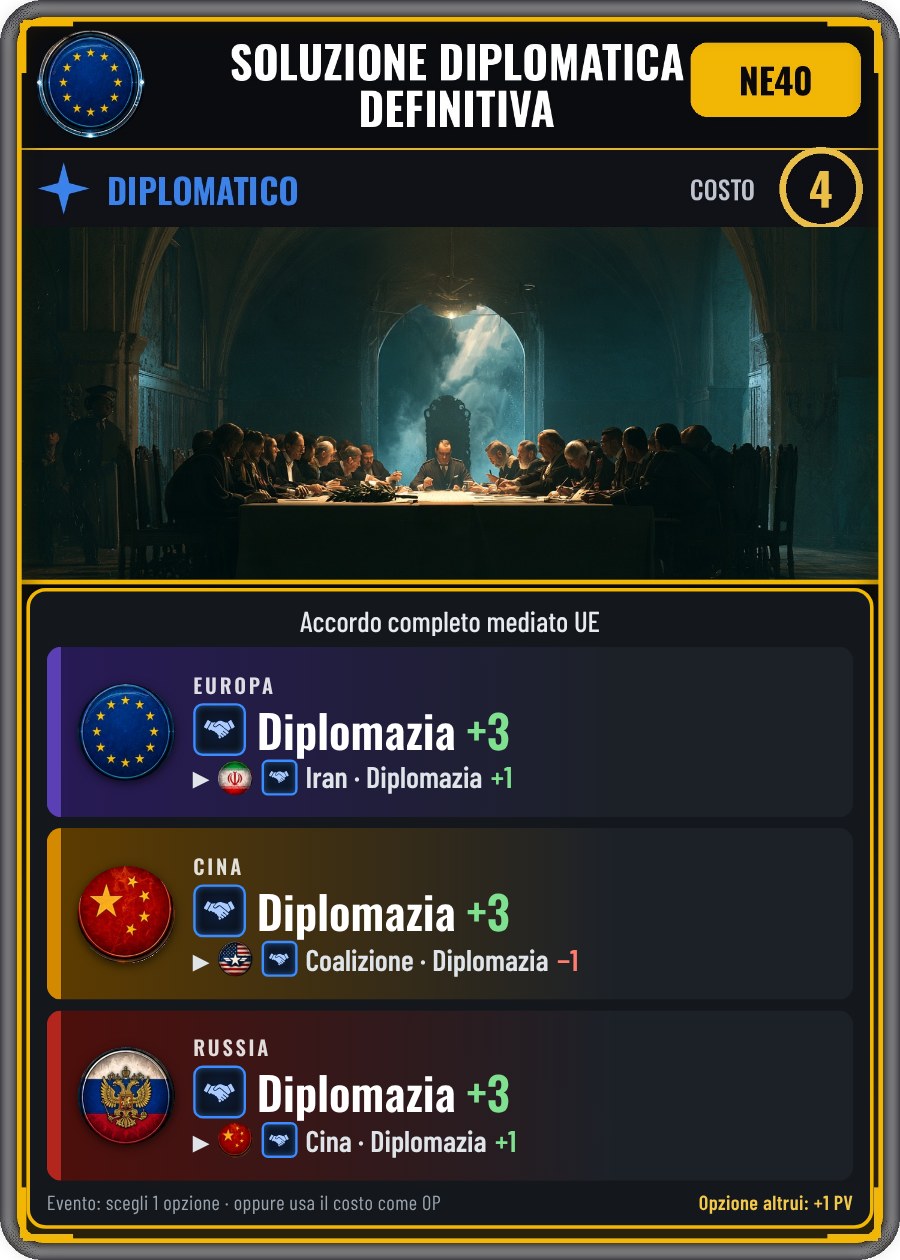 SOLUZIONE DIPLOMATICA
DEFINITIVA
NE40
DIPLOMATICO
COSTO
4
Accordo completo mediato UE
EUROPA
Diplomazia +3
▶ Iran · Diplomazia +1
CINA
Diplomazia +3
▶ Coalizione · Diplomazia −1
RUSSIA
Diplomazia +3
▶ Cina · Diplomazia +1
Evento: scegli 1 opzione · oppure usa il costo come OP
Opzione altrui: +1 PV